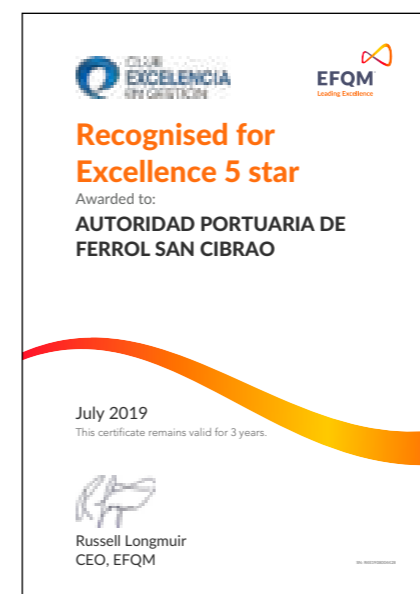 CLUB
EXCELENCIA
EN GESTIÓN
EFQM
Leading Excellence
Recognised for
Excellence 5 star
Awarded to:
AUTORIDAD PORTUARIA DE
FERROL SAN CIBRAO
July 2019
This certificate remains valid for 3 years.
Russell Longmuir
CEO, EFQM